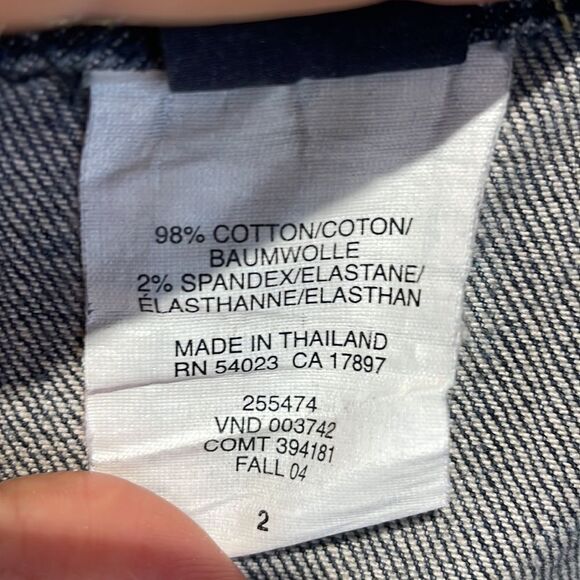 98% COTTON/COTON/
BAUMWOLLE
2% SPANDEX/ELASTANE/
ÉLASTHANNE/ELASTHAN
MADE IN THAILAND
RN 54023 CA 17897
255474
VND 003742
COMT 394181
FALL 04
2